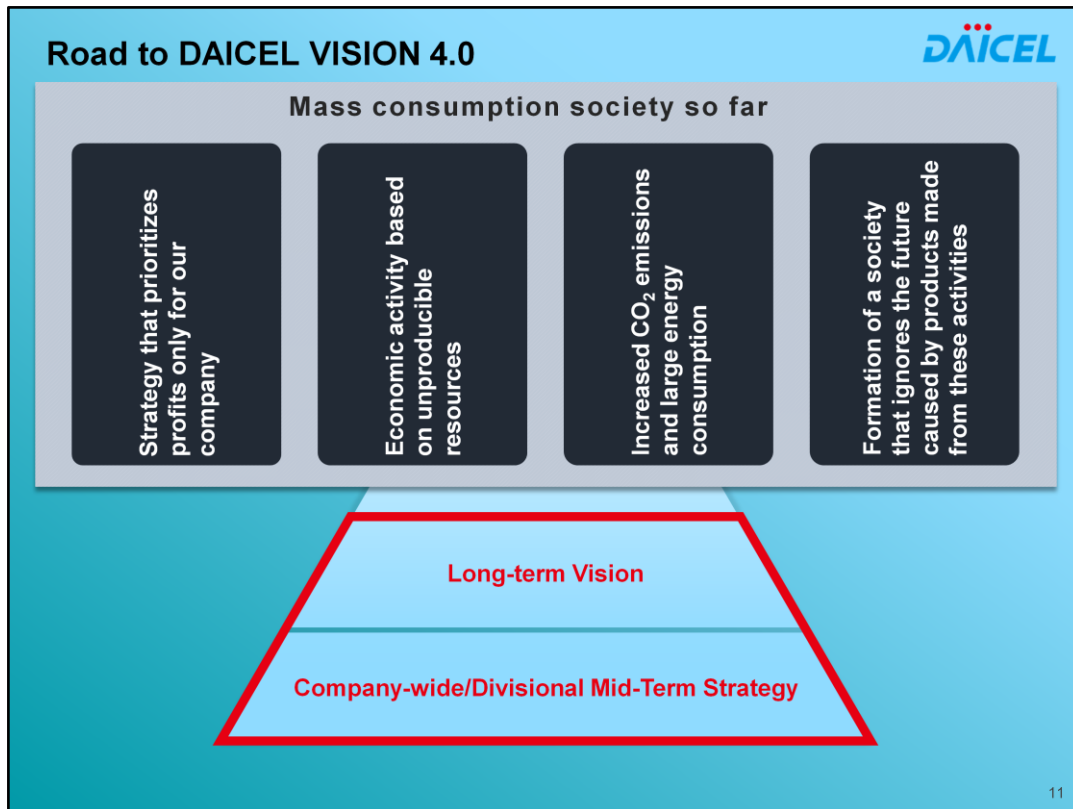 Road to DAICEL VISION 4.0
DAICEL
Mass consumption society so far
Strategy that prioritizes
profits only for our
company
Economic activity based
on unproducible
resources
Increased CO₂ emissions
and large energy
consumption
Formation of a society
that ignores the future
caused by products made
from these activities
Long-term Vision
Company-wide/Divisional Mid-Term Strategy
11